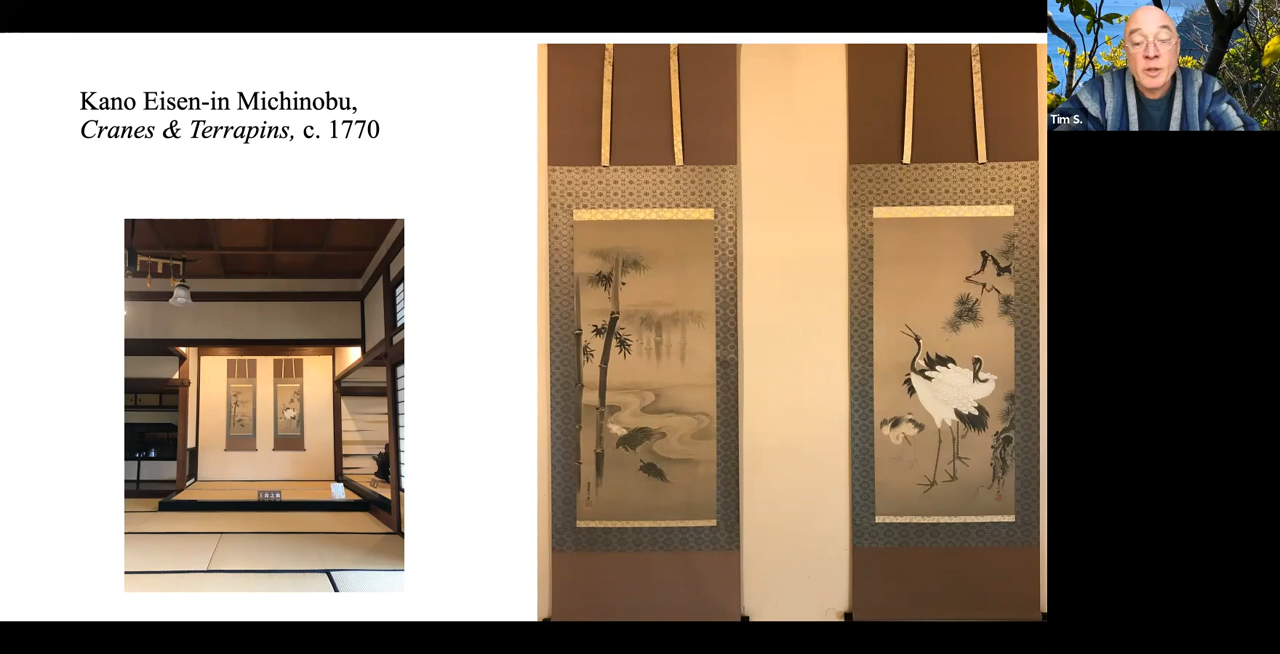 Kano Eisen-in Michinobu,
Cranes & Terrapins, c. 1770
Tim S.